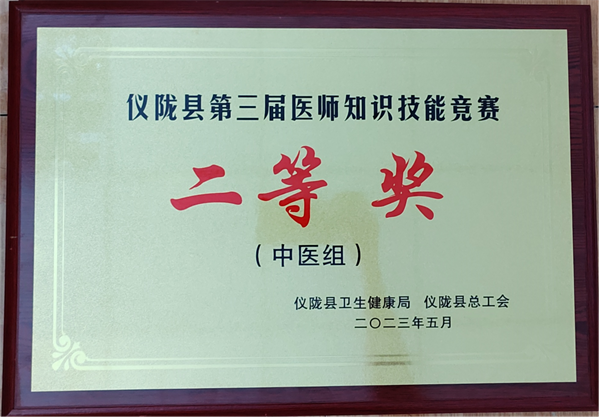 仪陇县第三届医师知识技能竞赛
二等奖
（中医组）
仪陇县卫生健康局 仪陇县总工会
二〇二三年五月